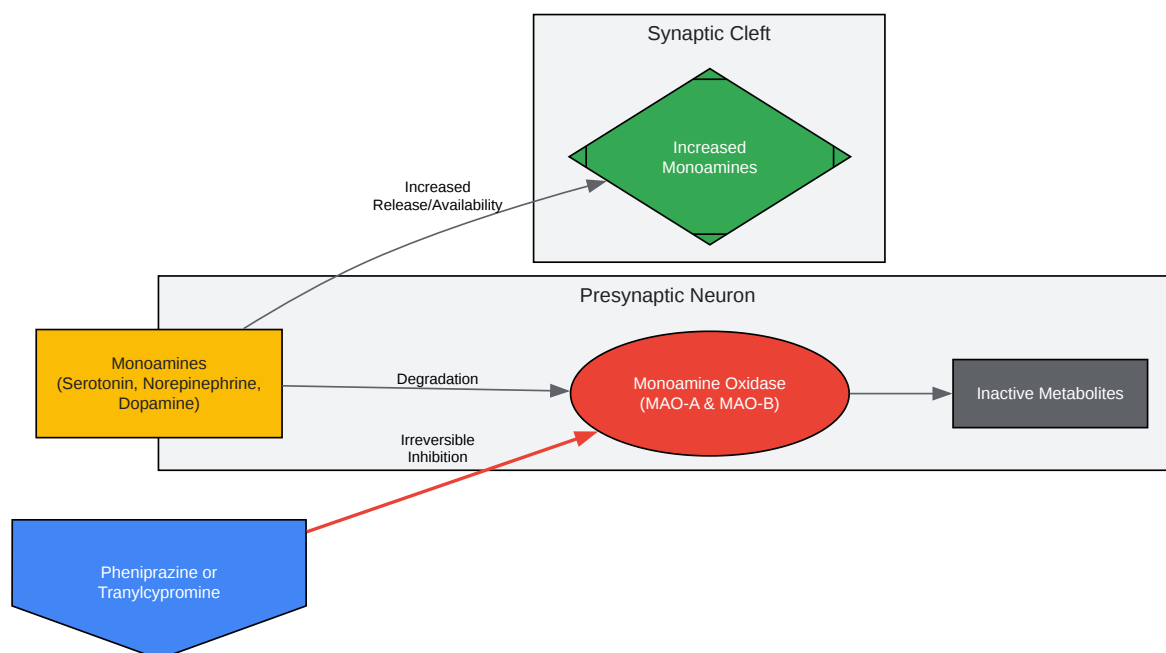 Synaptic Cleft
Increased
Monoamines
Increased
Release/Availability
Presynaptic Neuron
Monoamines
(Serotonin, Norepinephrine,
Dopamine)
Degradation
Monoamine Oxidase
(MAO-A & MAO-B)
Inactive Metabolites
Irreversible
Inhibition
Pheniprazine or
Tranylcypromine